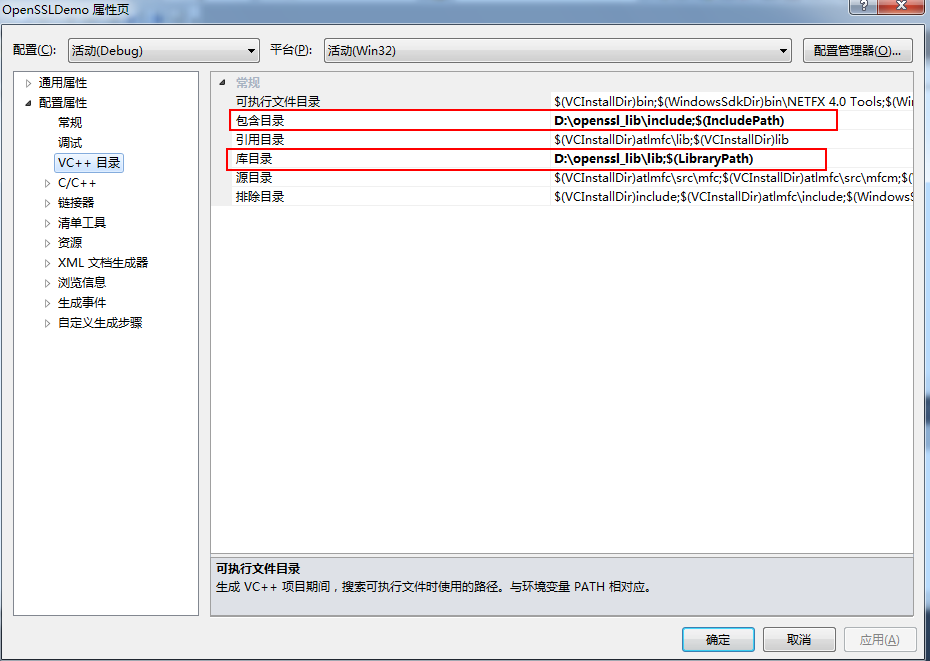 OpenSSLDemo 属性页
配置(C): 活动(Debug) 平台(P): 活动(Win32) 配置管理器(O)...
通用属性
配置属性
常规
调试
VC++ 目录
C/C++
链接器
清单工具
资源
XML 文档生成器
浏览信息
生成事件
自定义生成步骤
常规
可执行文件目录 $(VCInstallDir)bin;$(WindowsSdkDir)bin\NETFX 4.0 Tools;$(Win
包含目录 D:\openssl_lib\include;$(IncludePath)
引用目录 $(VCInstallDir)atlmfc\lib;$(VCInstallDir)lib
库目录 D:\openssl_lib\lib;$(LibraryPath)
源目录 $(VCInstallDir)atlmfc\src\mfc;$(VCInstallDir)atlmfc\src\mfcm;$(
排除目录 $(VCInstallDir)include;$(VCInstallDir)atlmfc\include;$(WindowsS
可执行文件目录
生成 VC++ 项目期间，搜索可执行文件时使用的路径。与环境变量 PATH 相对应。
确定 取消 应用(A)